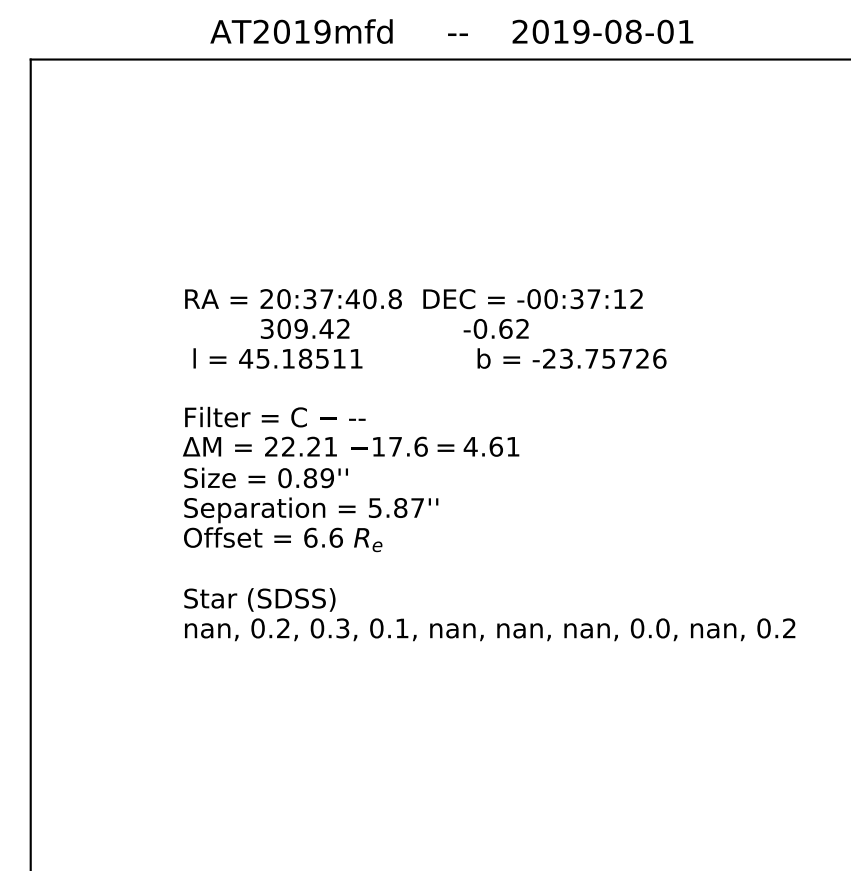 AT2019mfd -- 2019-08-01
RA = 20:37:40.8 DEC = -00:37:12
309.42 -0.62
l = 45.18511 b = -23.75726
Filter = C − --
ΔM = 22.21 −17.6 = 4.61
Size = 0.89''
Separation = 5.87''
Offset = 6.6 Rₑ
Star (SDSS)
nan, 0.2, 0.3, 0.1, nan, nan, nan, 0.0, nan, 0.2